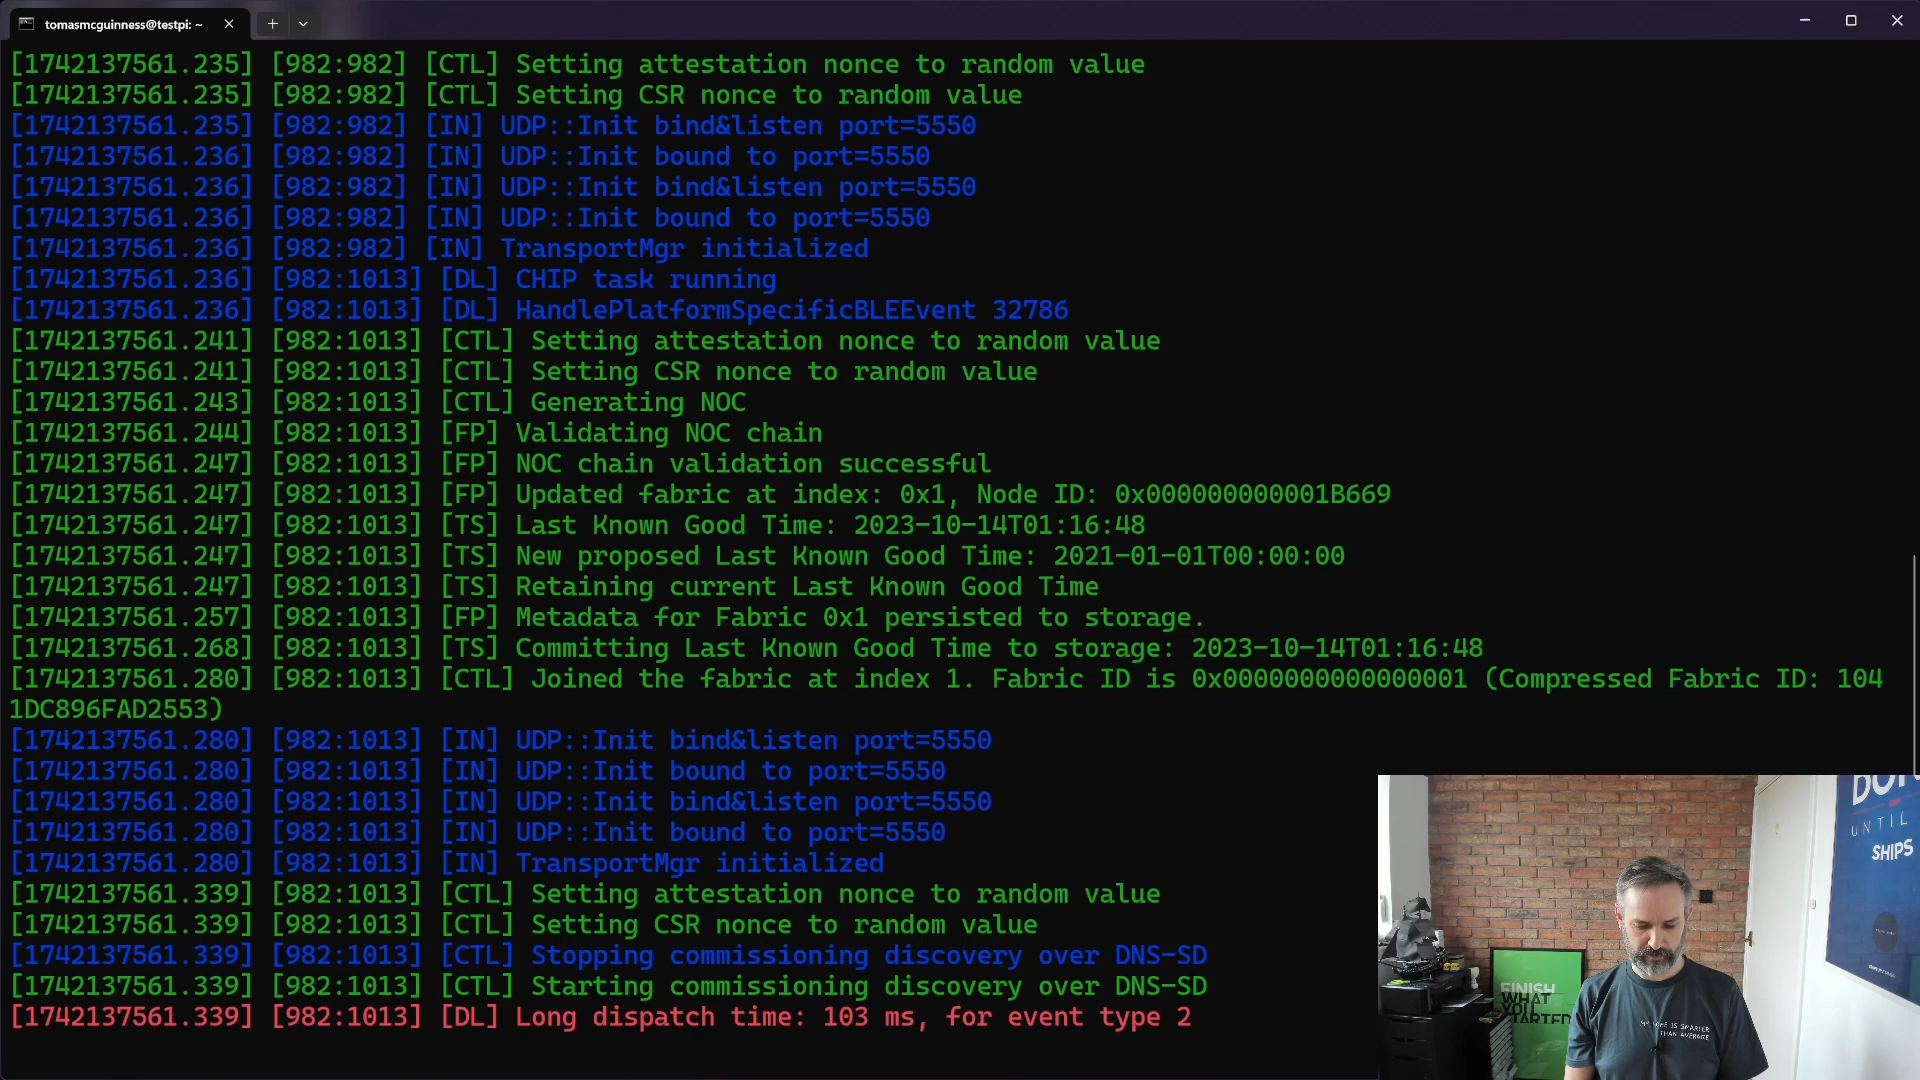 tomasmcguinness@testpi: ~
[1742137561.235] [982:982] [CTL] Setting attestation nonce to random value
[1742137561.235] [982:982] [CTL] Setting CSR nonce to random value
[1742137561.235] [982:982] [IN] UDP::Init bind&listen port=5550
[1742137561.236] [982:982] [IN] UDP::Init bound to port=5550
[1742137561.236] [982:982] [IN] UDP::Init bind&listen port=5550
[1742137561.236] [982:982] [IN] UDP::Init bound to port=5550
[1742137561.236] [982:982] [IN] TransportMgr initialized
[1742137561.236] [982:1013] [DL] CHIP task running
[1742137561.236] [982:1013] [DL] HandlePlatformSpecificBLEEvent 32786
[1742137561.241] [982:1013] [CTL] Setting attestation nonce to random value
[1742137561.241] [982:1013] [CTL] Setting CSR nonce to random value
[1742137561.243] [982:1013] [CTL] Generating NOC
[1742137561.244] [982:1013] [FP] Validating NOC chain
[1742137561.247] [982:1013] [FP] NOC chain validation successful
[1742137561.247] [982:1013] [FP] Updated fabric at index: 0x1, Node ID: 0x000000000001B669
[1742137561.247] [982:1013] [TS] Last Known Good Time: 2023-10-14T01:16:48
[1742137561.247] [982:1013] [TS] New proposed Last Known Good Time: 2021-01-01T00:00:00
[1742137561.247] [982:1013] [TS] Retaining current Last Known Good Time
[1742137561.257] [982:1013] [FP] Metadata for Fabric 0x1 persisted to storage.
[1742137561.268] [982:1013] [TS] Committing Last Known Good Time to storage: 2023-10-14T01:16:48
[1742137561.280] [982:1013] [CTL] Joined the fabric at index 1. Fabric ID is 0x0000000000000001 (Compressed Fabric ID: 104
1DC896FAD2553)
[1742137561.280] [982:1013] [IN] UDP::Init bind&listen port=5550
[1742137561.280] [982:1013] [IN] UDP::Init bound to port=5550
[1742137561.280] [982:1013] [IN] UDP::Init bind&listen port=5550
[1742137561.280] [982:1013] [IN] UDP::Init bound to port=5550
[1742137561.280] [982:1013] [IN] TransportMgr initialized
[1742137561.339] [982:1013] [CTL] Setting attestation nonce to random value
[1742137561.339] [982:1013] [CTL] Setting CSR nonce to random value
[1742137561.339] [982:1013] [CTL] Stopping commissioning discovery over DNS-SD
[1742137561.339] [982:1013] [CTL] Starting commissioning discovery over DNS-SD
[1742137561.339] [982:1013] [DL] Long dispatch time: 103 ms, for event type 2
UNTIL
SHIPS
FINISH
WHAT
YOU
STARTED
MY HOME IS SMARTER
THAN AVERAGE